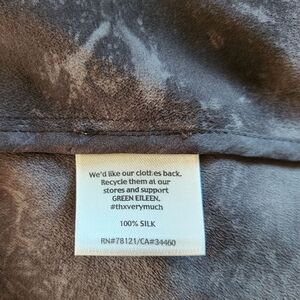 We'd like our clothes back.
Recycle them at our
stores and support
GREEN EILEEN.
#thxverymuch
100% SILK
RN#78121/CA#34460